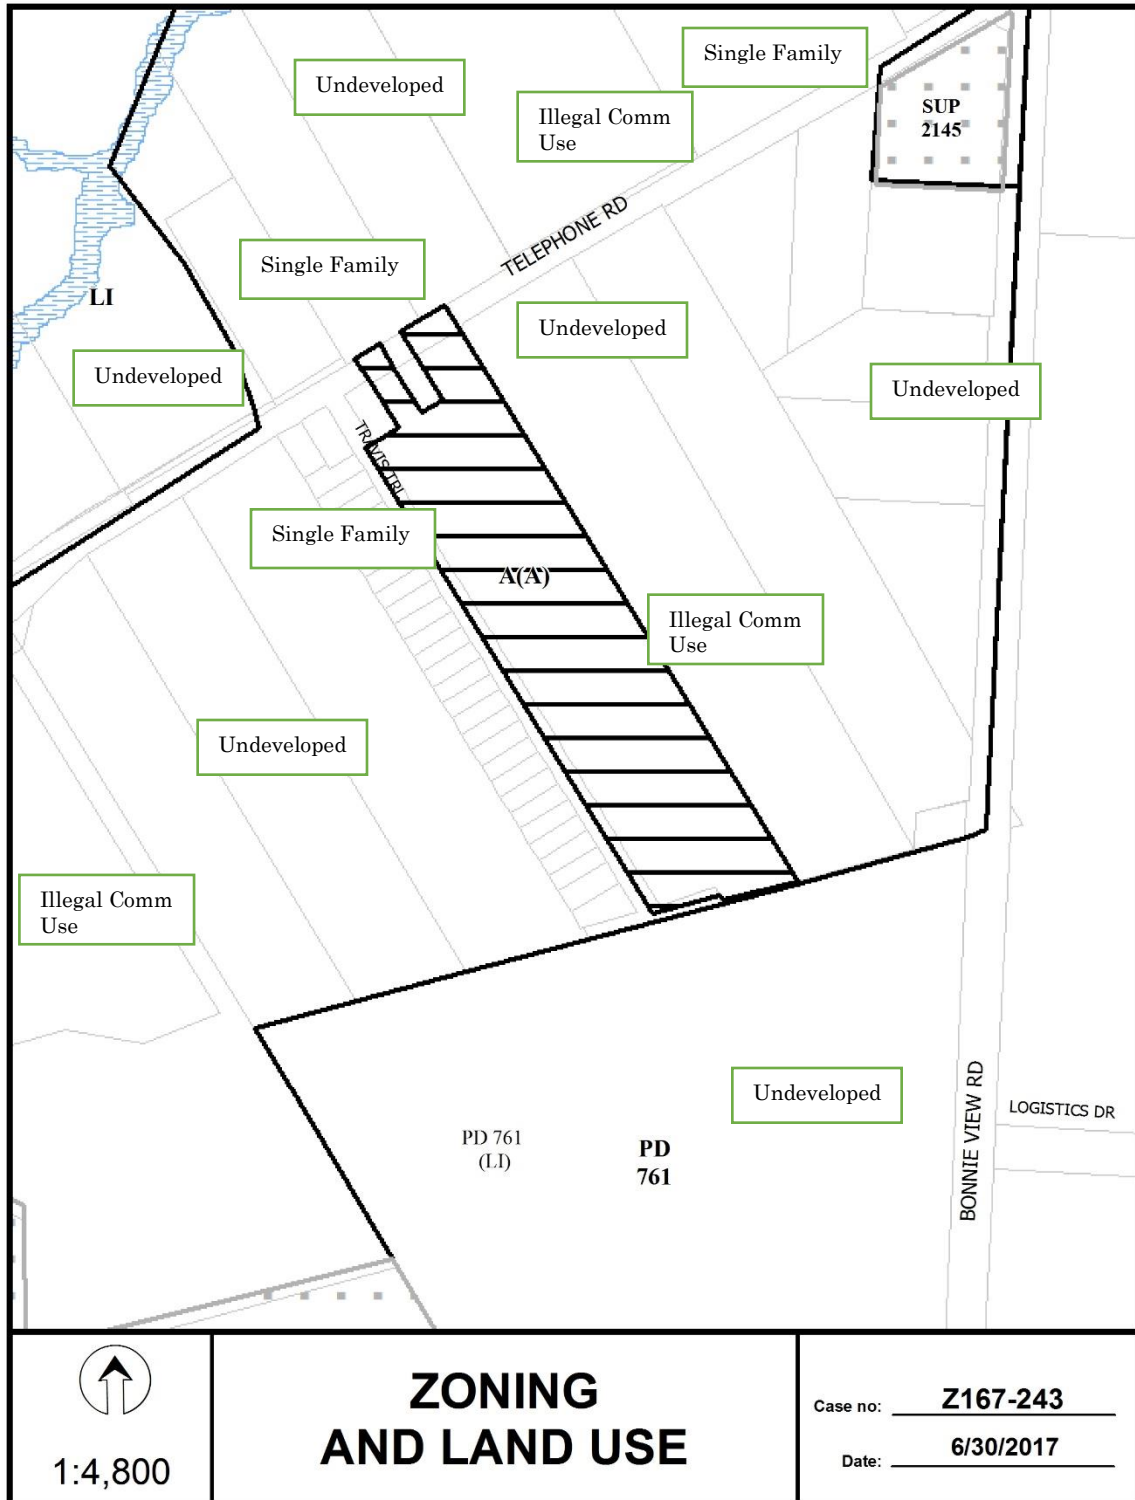 Single Family
Undeveloped
Illegal Comm
Use
SUP
2145
TELEPHONE RD
Single Family
LI
Undeveloped
Undeveloped
Undeveloped
TRAVIS TRL
Single Family
A(A)
Illegal Comm
Use
Undeveloped
Illegal Comm
Use
Undeveloped
BONNIE VIEW RD
LOGISTICS DR
PD 761
(LI)
PD
761
1:4,800
ZONING
AND LAND USE
Case no: Z167-243
Date: 6/30/2017